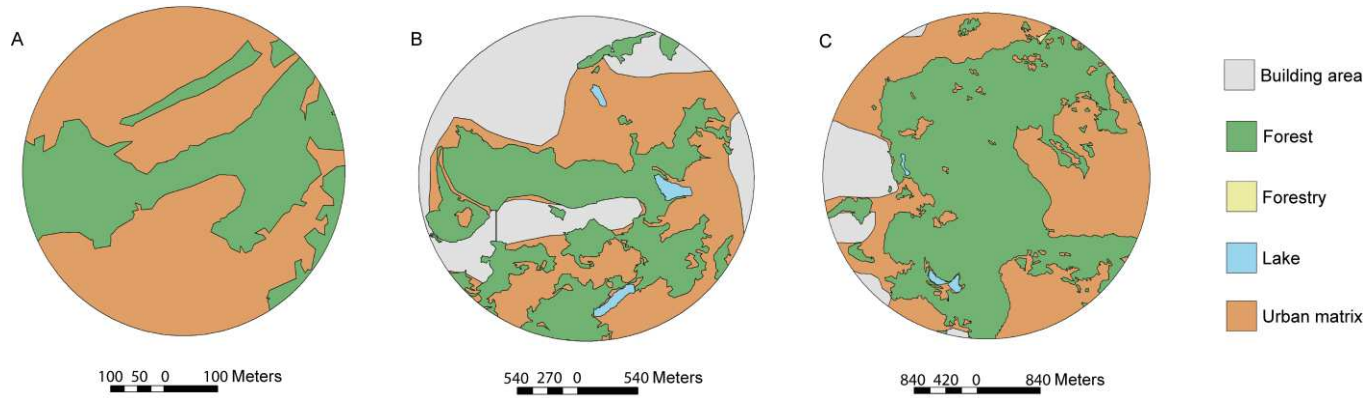 A
B
C
Building area
Forest
Forestry
Lake
Urban matrix
100 50 0 100 Meters
540 270 0 540 Meters
840 420 0 840 Meters